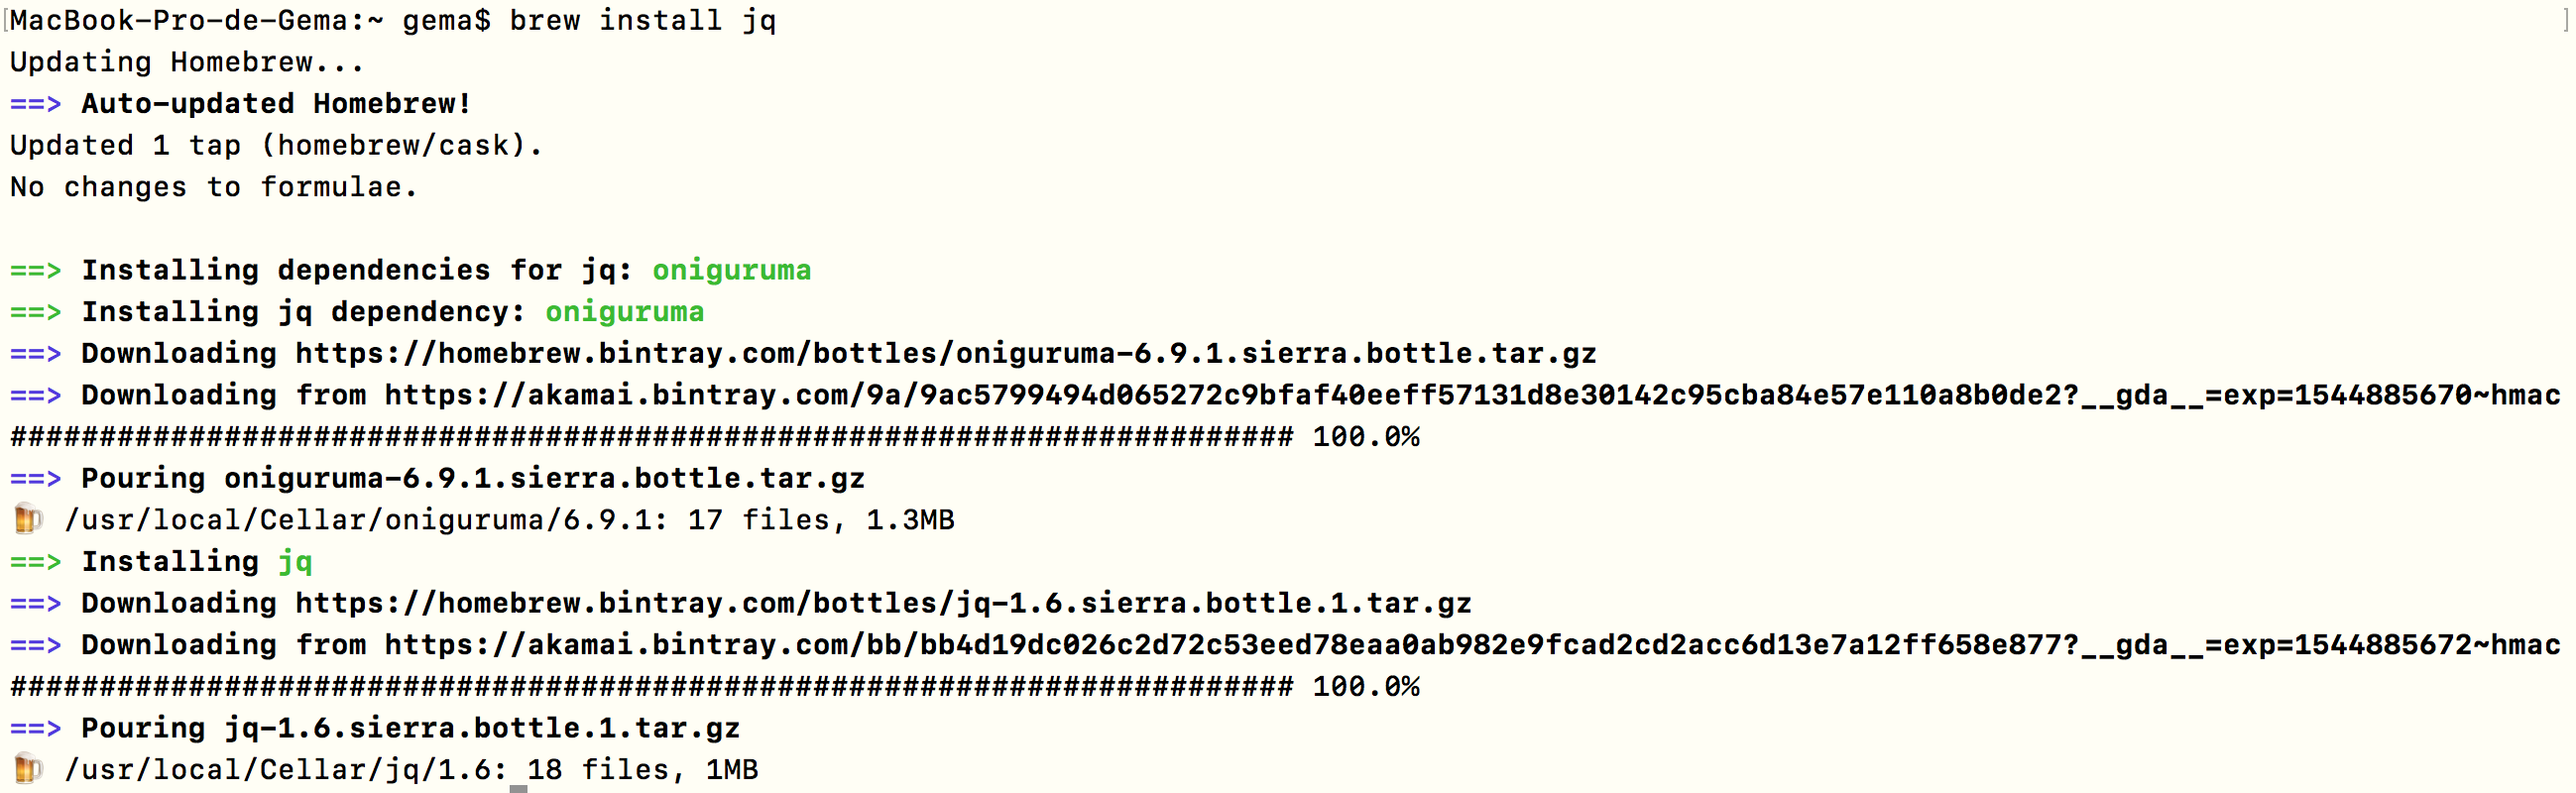 MacBook-Pro-de-Gema:~ gema$ brew install jq
Updating Homebrew...
==> Auto-updated Homebrew!
Updated 1 tap (homebrew/cask).
No changes to formulae.
==> Installing dependencies for jq: oniguruma
==> Installing jq dependency: oniguruma
==> Downloading https://homebrew.bintray.com/bottles/oniguruma-6.9.1.sierra.bottle.tar.gz
==> Downloading from https://akamai.bintray.com/9a/9ac5799494d065272c9bfaf40eeff57131d8e30142c95cba84e57e110a8b0de2?__gda__=exp=1544885670~hmac
######################################################################## 100.0%
==> Pouring oniguruma-6.9.1.sierra.bottle.tar.gz
🍺 /usr/local/Cellar/oniguruma/6.9.1: 17 files, 1.3MB
==> Installing jq
==> Downloading https://homebrew.bintray.com/bottles/jq-1.6.sierra.bottle.1.tar.gz
==> Downloading from https://akamai.bintray.com/bb/bb4d19dc026c2d72c53eed78eaa0ab982e9fcad2cd2acc6d13e7a12ff658e877?__gda__=exp=1544885672~hmac
######################################################################## 100.0%
==> Pouring jq-1.6.sierra.bottle.1.tar.gz
🍺 /usr/local/Cellar/jq/1.6: 18 files, 1MB